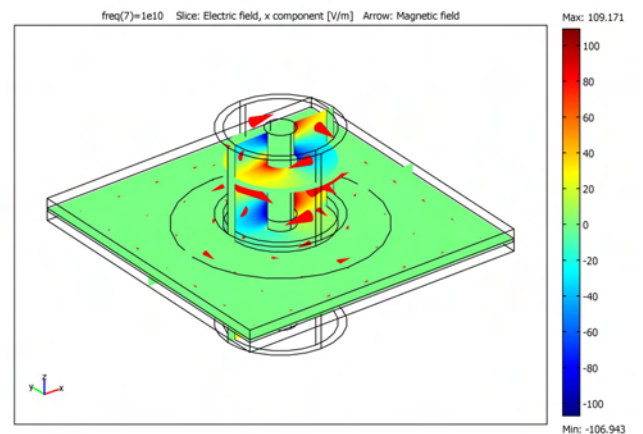 freq(7)=1e10 Slice: Electric field, x component [V/m] Arrow: Magnetic field
Max: 109.171
100
80
60
40
20
0
-20
-40
-60
-80
-100
Min: -106.943
z
y
x